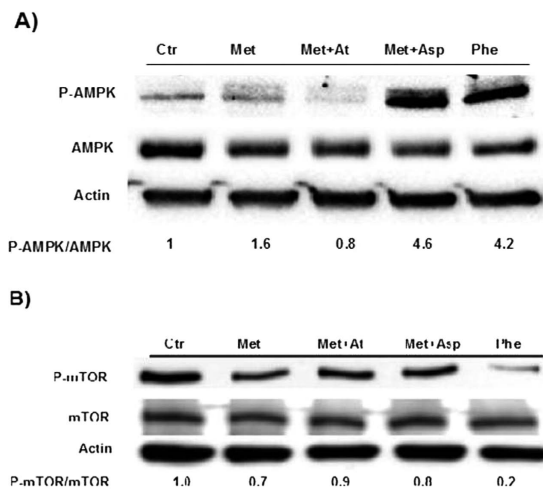 A)
Ctr Met Met+At Met+Asp Phe
P-AMPK
AMPK
Actin
P-AMPK/AMPK 1 1.6 0.8 4.6 4.2
B)
Ctr Met Met+At Met+Asp Phe
P-mTOR
mTOR
Actin
P-mTOR/mTOR 1.0 0.7 0.9 0.8 0.2